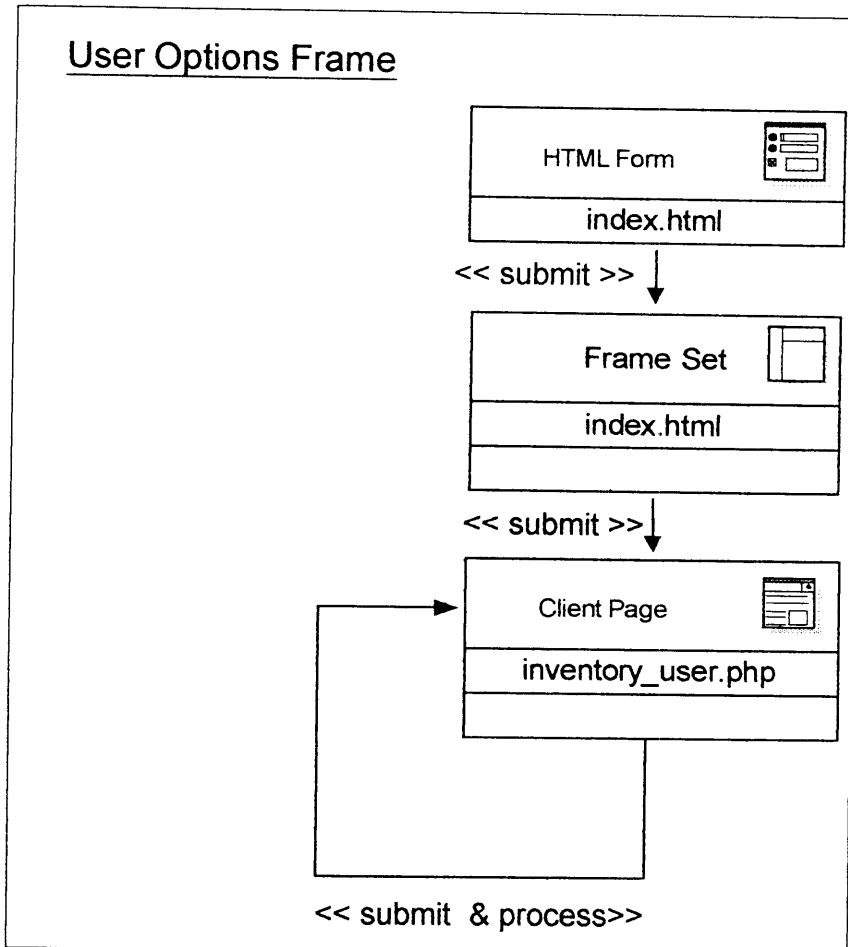 User Options Frame
HTML Form
index.html
<< submit >>
Frame Set
index.html
<< submit >>
Client Page
inventory_user.php
<< submit & process>>